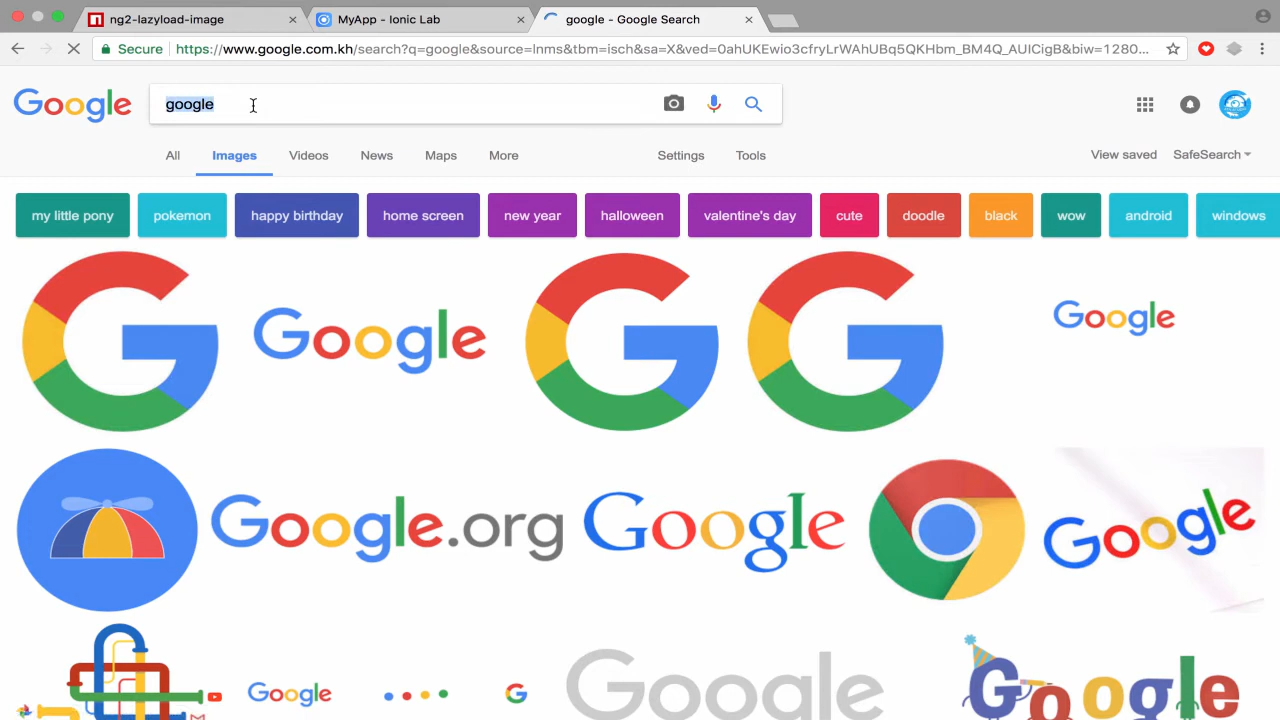 ng2-lazyload-image
MyApp - Ionic Lab
google - Google Search
Secure
https://www.google.com.kh/search?q=google&source=lnms&tbm=isch&sa=X&ved=0ahUKEwio3cfryLrWAhUBq5QKHbm_BM4Q_AUICigB&biw=1280...
Google
google
All
Images
Videos
News
Maps
More
Settings
Tools
View saved
SafeSearch
my little pony
pokemon
happy birthday
home screen
new year
halloween
valentine's day
cute
doodle
black
wow
android
windows
G
Google
G
G
Google
Google.org
Google
Google
Google
G
Google
Google